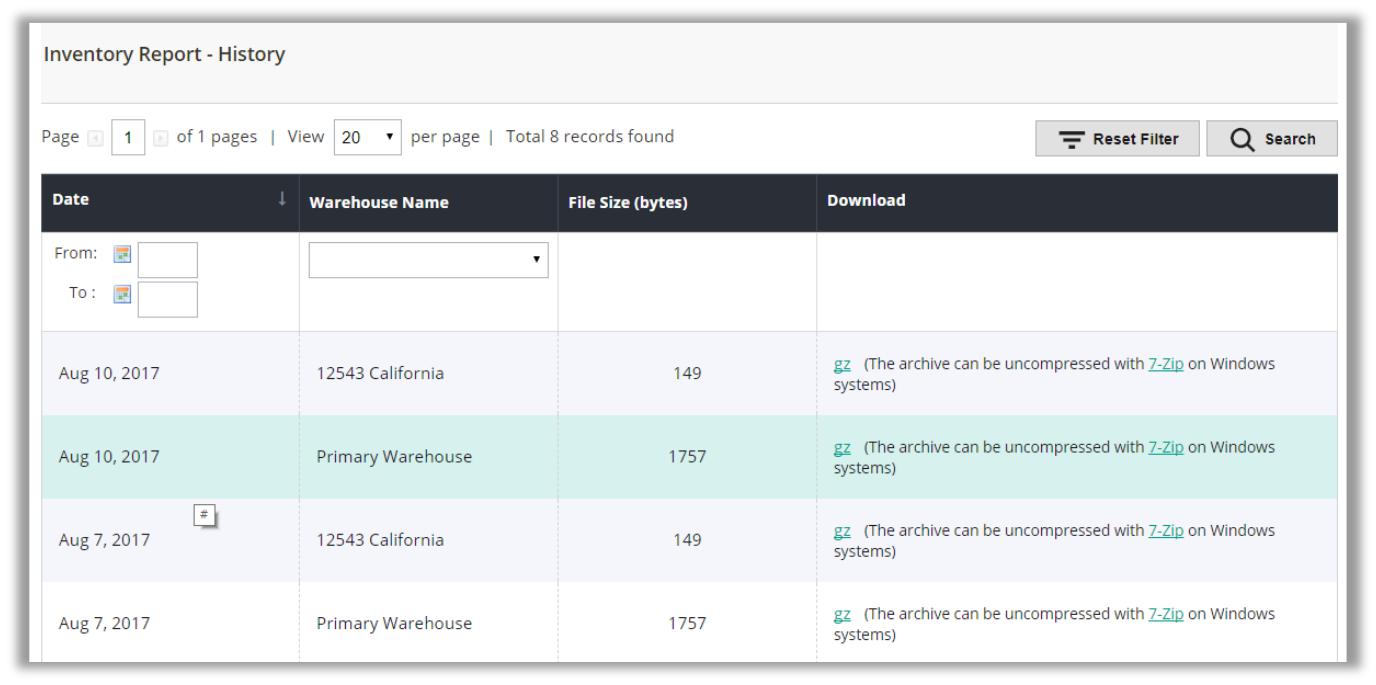 Inventory Report - History
Page 1 of 1 pages | View 20 per page | Total 8 records found
Reset Filter Search
Date ↓ Warehouse Name File Size (bytes) Download
From:
To :
Aug 10, 2017 12543 California 149 gz (The archive can be uncompressed with 7-Zip on Windows
systems)
Aug 10, 2017 Primary Warehouse 1757 gz (The archive can be uncompressed with 7-Zip on Windows
systems)
#
Aug 7, 2017 12543 California 149 gz (The archive can be uncompressed with 7-Zip on Windows
systems)
Aug 7, 2017 Primary Warehouse 1757 gz (The archive can be uncompressed with 7-Zip on Windows
systems)